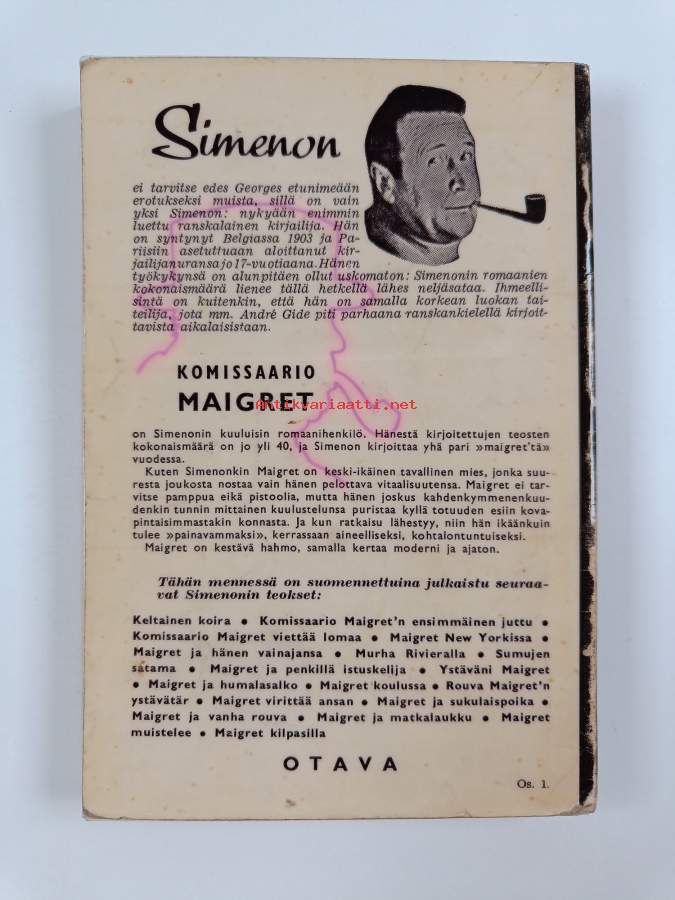 Simenon
ei tarvitse edes Georges etunimeään
erotukseksi muista, sillä on vain
yksi Simenon: nykyään enimmin
luettu ranskalainen kirjailija. Hän
on syntynyt Belgiassa 1903 ja Pa-
riisiin asetuttuaan aloittanut kir-
jailijanuransa jo 17-vuotiaana. Hänen
työkykynsä on alunpitäen ollut uskomaton: Simenonin romaanien
kokonaismäärä lienee tällä hetkellä lähes neljäsataa. Ihmeelli-
sintä on kuitenkin, että hän on samalla korkean luokan tai-
teilija, jota mm. André Gide piti parhaana ranskankielellä kirjoit-
tavista aikalaisistaan.
KOMISSAARIO
MAIGRET
Antikvariaatti.net
on Simenonin kuuluisin romaanihenkilö. Hänestä kirjoitettujen teosten
kokonaismäärä on jo yli 40, ja Simenon kirjoittaa yhä pari »maigret'tä»
vuodessa.
Kuten Simenonkin Maigret on keski-ikäinen tavallinen mies, jonka suu-
resta joukosta nostaa vain hänen pelottava vitaalisuutensa. Maigret ei tar-
vitse pamppua eikä pistoolia, mutta hänen joskus kahdenkymmenenkuu-
denkin tunnin mittainen kuulustelunsa puristaa kyllä totuuden esiin kova-
pintaisimmastakin konnasta. Ja kun ratkaisu lähestyy, niin hän ikäänkuin
tulee »painavammaksi», kerrassaan aineelliseksi, kohtalontuntuiseksi.
Maigret on kestävä hahmo, samalla kertaa moderni ja ajaton.
Tähän mennessä on suomennettuina julkaistu seuraa-
vat Simenonin teokset:
Keltainen koira • Komissaario Maigret'n ensimmäinen juttu •
Komissaario Maigret viettää lomaa • Maigret New Yorkissa •
Maigret ja hänen vainajansa • Murha Rivieralla • Sumujen
satama • Maigret ja penkillä istuskelija • Ystäväni Maigret
• Maigret ja humalasalko • Maigret koulussa • Rouva Maigret'n
ystävätär • Maigret virittää ansan • Maigret ja sukulaispoika •
Maigret ja vanha rouva • Maigret ja matkalaukku • Maigret
muistelee • Maigret kilpasilla
OTAVA
Os. 1.